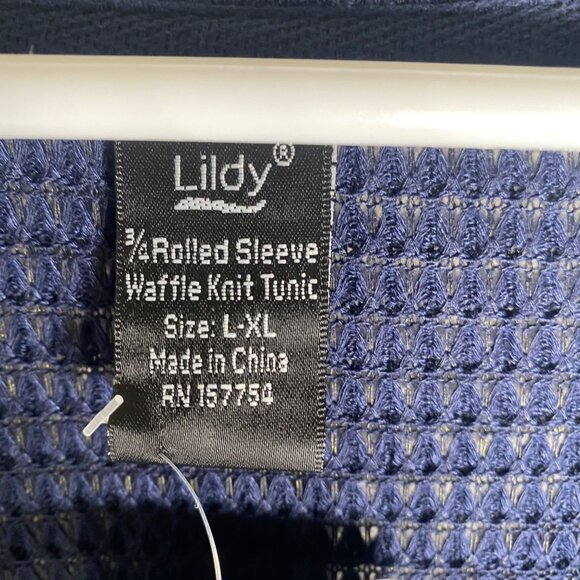 Lildy®
¾ Rolled Sleeve
Waffle Knit Tunic
Size: L-XL
Made in China
RN 157754